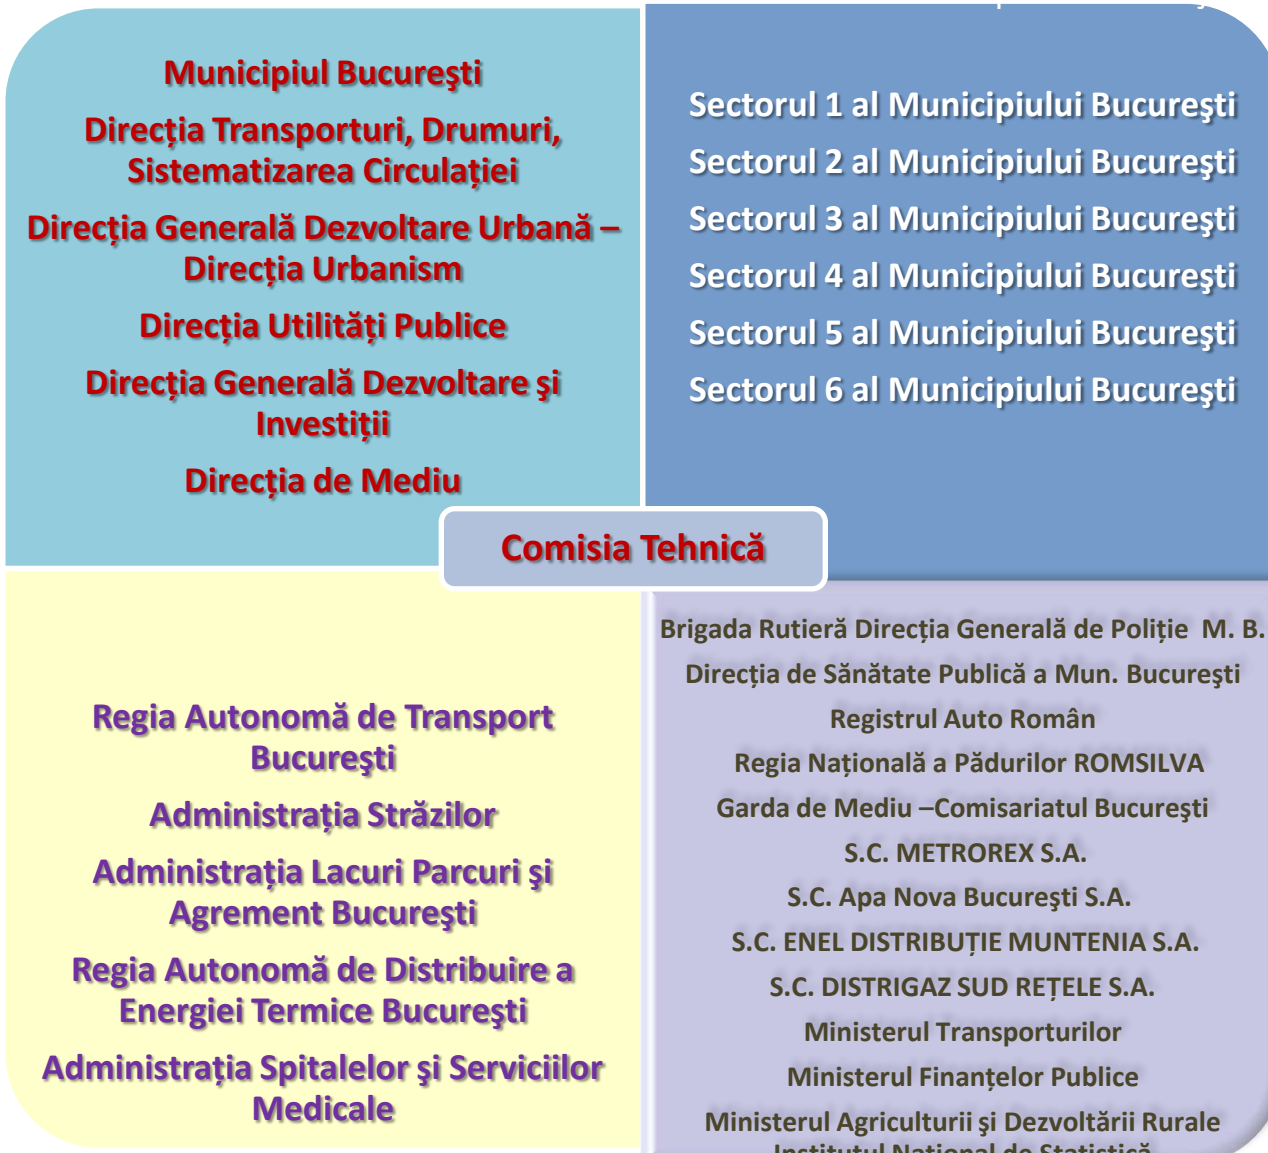 Municipiul Bucureşti
Direcția Transporturi, Drumuri,
Sistematizarea Circulației
Direcția Generală Dezvoltare Urbană –
Direcția Urbanism
Direcția Utilități Publice
Direcția Generală Dezvoltare şi
Investiții
Direcția de Mediu
Sectorul 1 al Municipiului Bucureşti
Sectorul 2 al Municipiului Bucureşti
Sectorul 3 al Municipiului Bucureşti
Sectorul 4 al Municipiului Bucureşti
Sectorul 5 al Municipiului Bucureşti
Sectorul 6 al Municipiului Bucureşti
Comisia Tehnică
Regia Autonomă de Transport
Bucureşti
Administrația Străzilor
Administrația Lacuri Parcuri şi
Agrement Bucureşti
Regia Autonomă de Distribuire a
Energiei Termice Bucureşti
Administrația Spitalelor şi Serviciilor
Medicale
Brigada Rutieră Direcția Generală de Poliție M. B.
Direcția de Sănătate Publică a Mun. Bucureşti
Registrul Auto Român
Regia Națională a Pădurilor ROMSILVA
Garda de Mediu –Comisariatul Bucureşti
S.C. METROREX S.A.
S.C. Apa Nova Bucureşti S.A.
S.C. ENEL DISTRIBUȚIE MUNTENIA S.A.
S.C. DISTRIGAZ SUD REȚELE S.A.
Ministerul Transporturilor
Ministerul Finanțelor Publice
Ministerul Agriculturii şi Dezvoltării Rurale
Institutul Național de Statistică